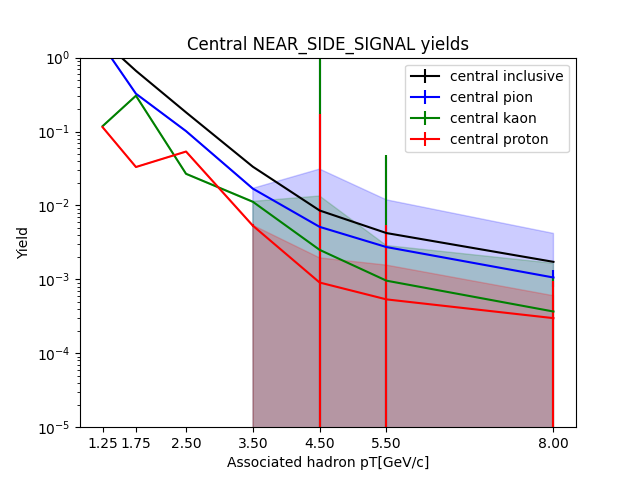 Central NEAR_SIDE_SIGNAL yields
central inclusive
central pion
central kaon
central proton
Yield
10⁰
10⁻¹
10⁻²
10⁻³
10⁻⁴
10⁻⁵
1.25 1.75 2.50 3.50 4.50 5.50 8.00
Associated hadron pT[GeV/c]